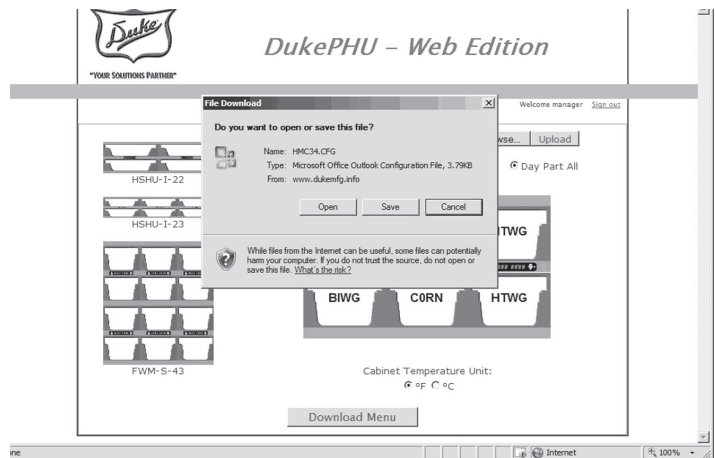 Duke
"YOUR SOLUTIONS PARTNER"
DukePHU – Web Edition
Welcome manager Sign out
File Download
Do you want to open or save this file?
Name: HMC34.CFG
Type: Microsoft Office Outlook Configuration File, 3.79KB
From: www.dukemfg.info
Open Save Cancel
While files from the Internet can be useful, some files can potentially
harm your computer. If you do not trust the source, do not open or
save this file. What's the risk?
wse... Upload
Day Part All
HSHU-I-22
HSHU-I-23
FWM-S-43
HTWG
BIWG C0RN HTWG
Cabinet Temperature Unit:
°F °C
Download Menu
one Internet 100%